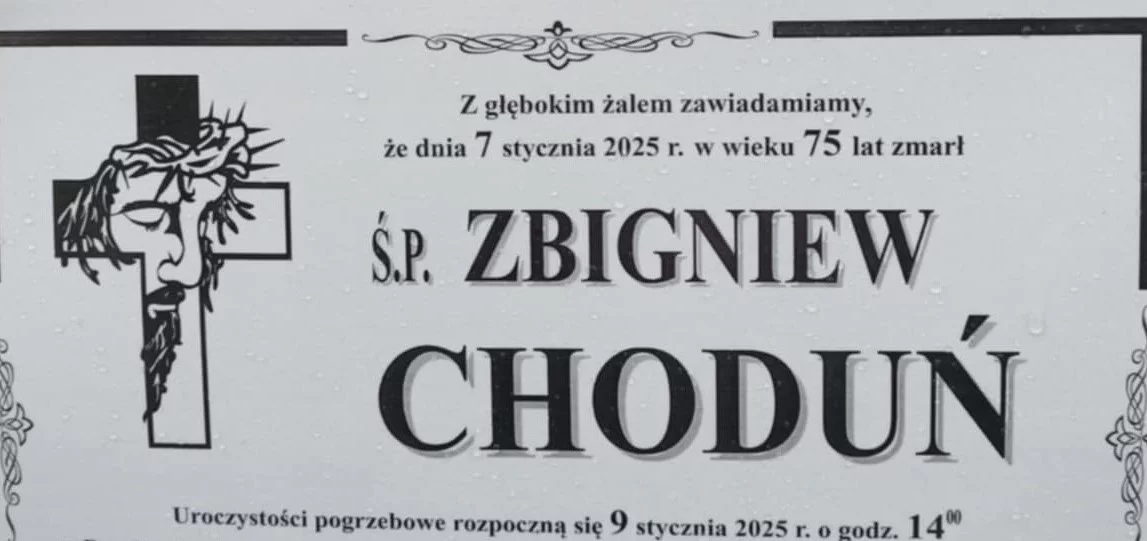 Z głębokim żalem zawiadamiamy,
że dnia 7 stycznia 2025 r. w wieku 75 lat zmarł
Ś.P. ZBIGNIEW
CHODUŃ
Uroczystości pogrzebowe rozpoczną się 9 stycznia 2025 r. o godz. 14⁰⁰